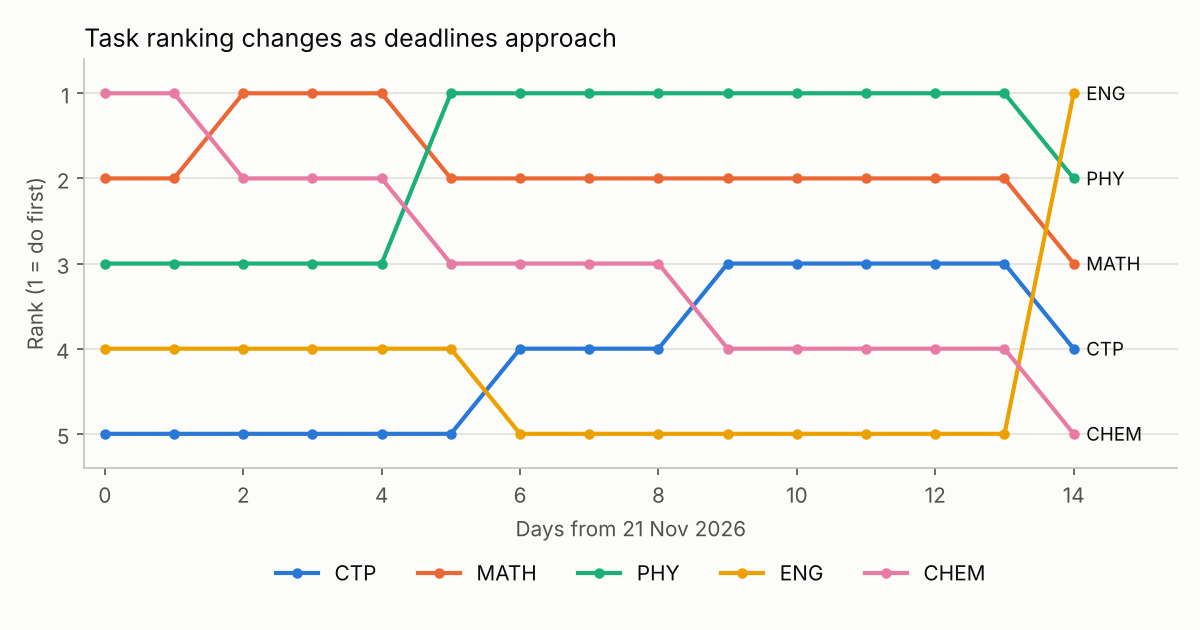 Task ranking changes as deadlines approach
Rank (1 = do first)
1
2
3
4
5
ENG
PHY
MATH
CTP
CHEM
0 2 4 6 8 10 12 14
Days from 21 Nov 2026
CTP MATH PHY ENG CHEM